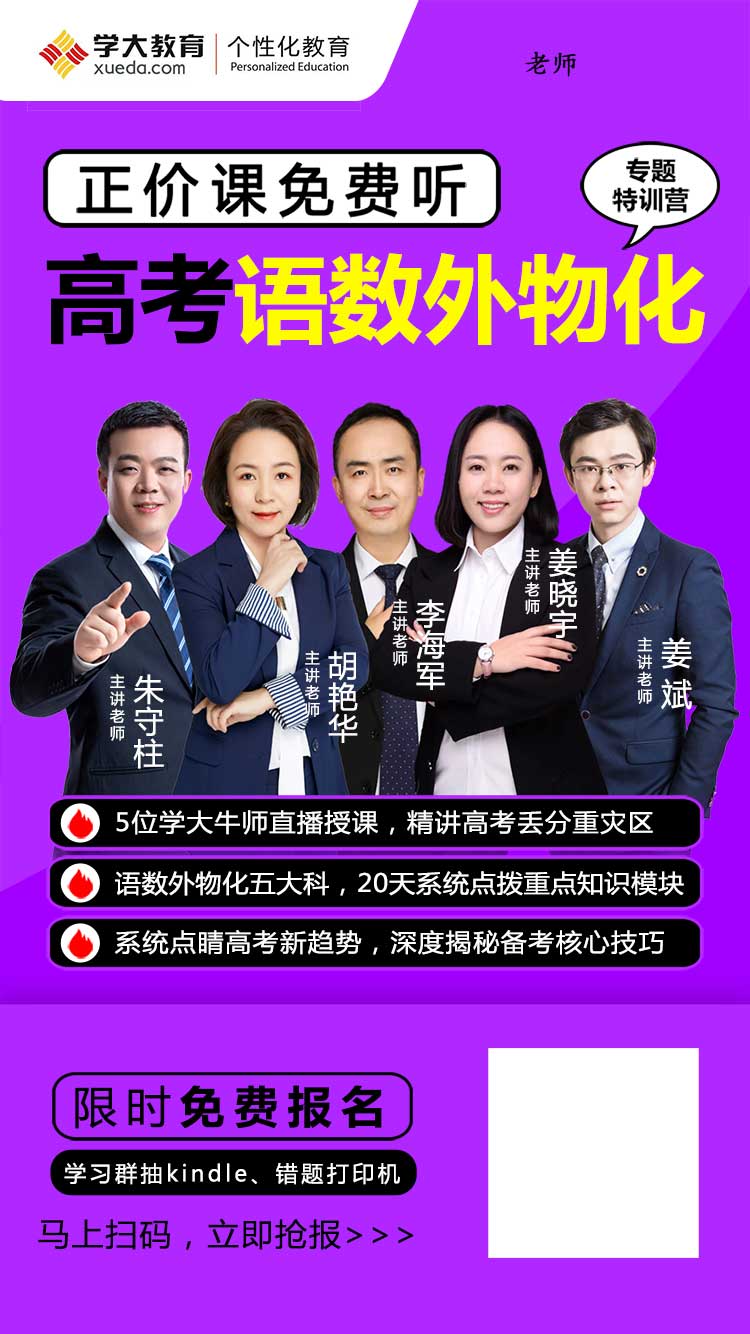 学大教育
xueda.com
个性化教育
Personalized Education
老师
正价课免费听
专题
特训营
高考语数外物化
主讲老师
朱守柱
主讲老师
胡艳华
主讲老师
李海军
主讲老师
姜晓宇
主讲老师
姜斌
5位学大牛师直播授课，精讲高考丢分重灾区
语数外物化五大科，20天系统点拨重点知识模块
系统点睛高考新趋势，深度揭秘备考核心技巧
限时免费报名
学习群抽kindle、错题打印机
马上扫码，立即抢报>>>